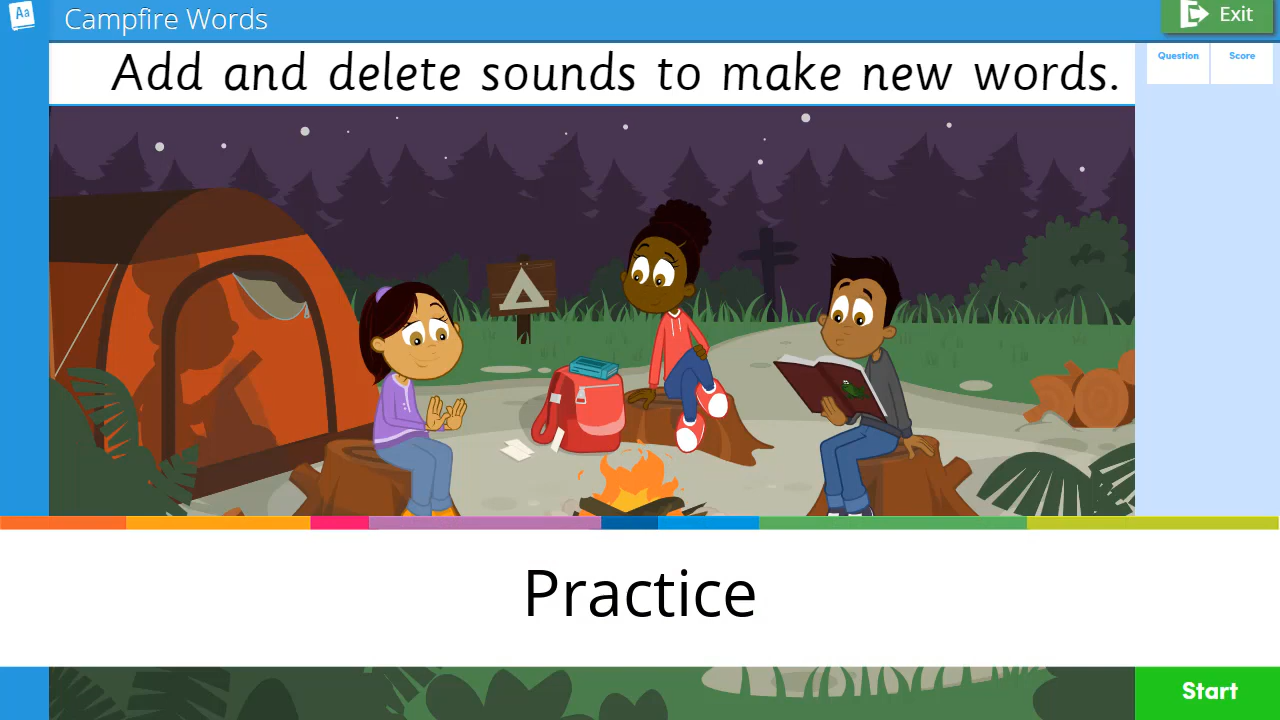 Aa
Campfire Words
Exit
Add and delete sounds to make new words.
Question
Score
Practice
Start